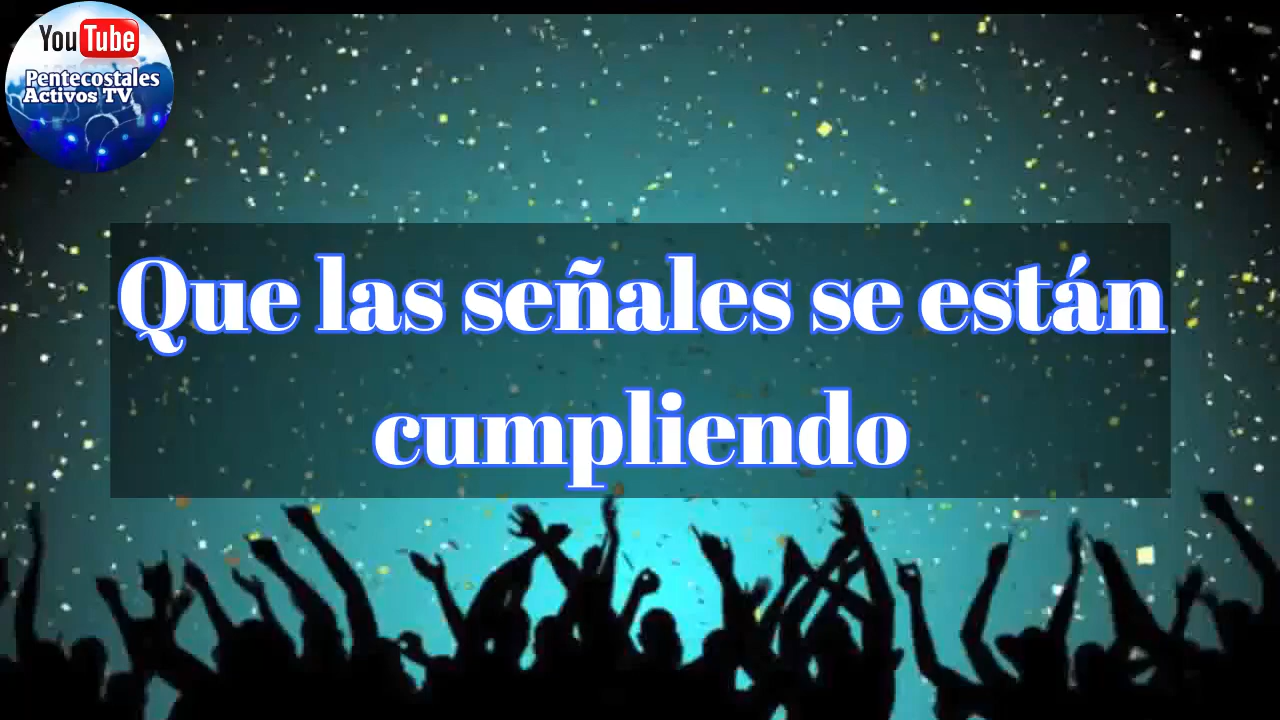 YouTube
Pentecostales
Activos TV
Que las señales se están
cumpliendo